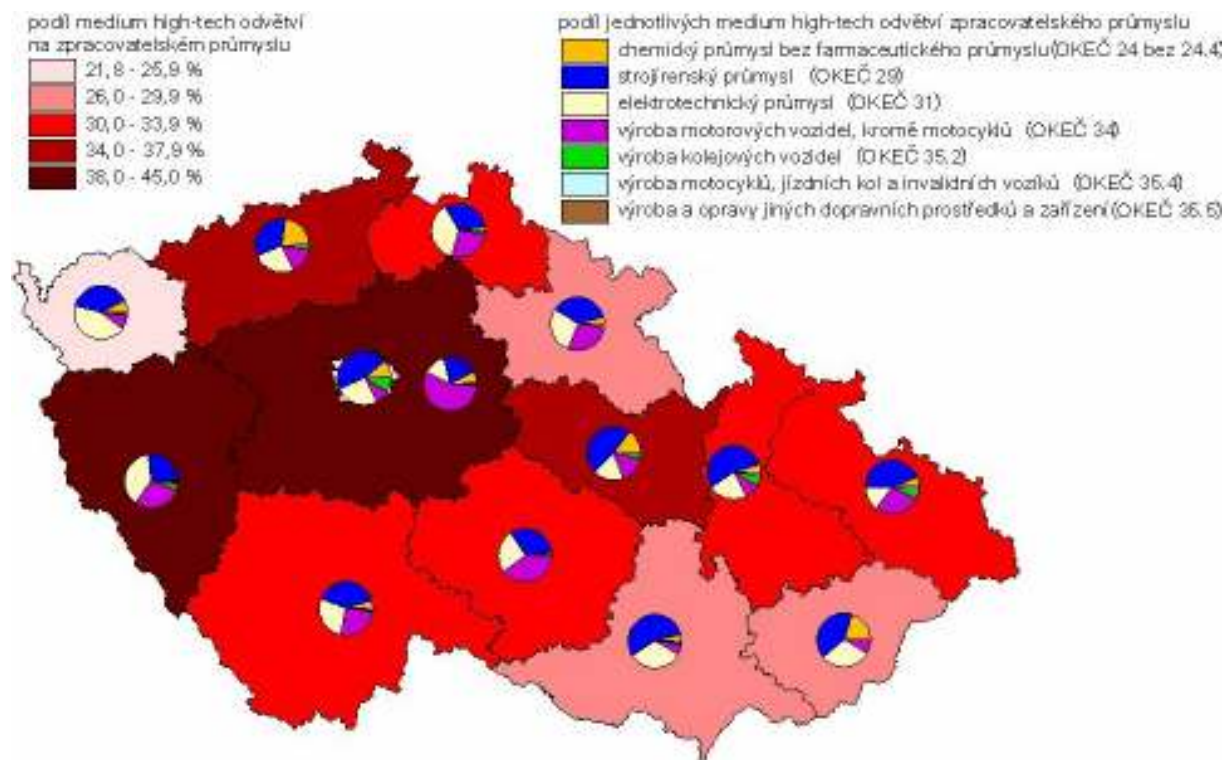 podíl medium high-tech odvětví
na zpracovatelském průmyslu
21,8 - 25,9 %
26,0 - 29,9 %
30,0 - 33,9 %
34,0 - 37,9 %
38,0 - 45,0 %
podíl jednotlivých medium high-tech odvětví zpracovatelského průmyslu
chemický průmysl bez farmaceutického průmyslu(OKEČ 24 bez 24.4)
strojírenský průmysl (OKEČ 29)
elektrotechnický průmysl (OKEČ 31)
výroba motorových vozidel, kromě motocyklů (OKEČ 34)
výroba kolejových vozidel (OKEČ 35.2)
výroba motocyklů, jízdních kol a invalidních vozíků (OKEČ 35.4)
výroba a opravy jiných dopravních prostředků a zařízení(OKEČ 35.5)